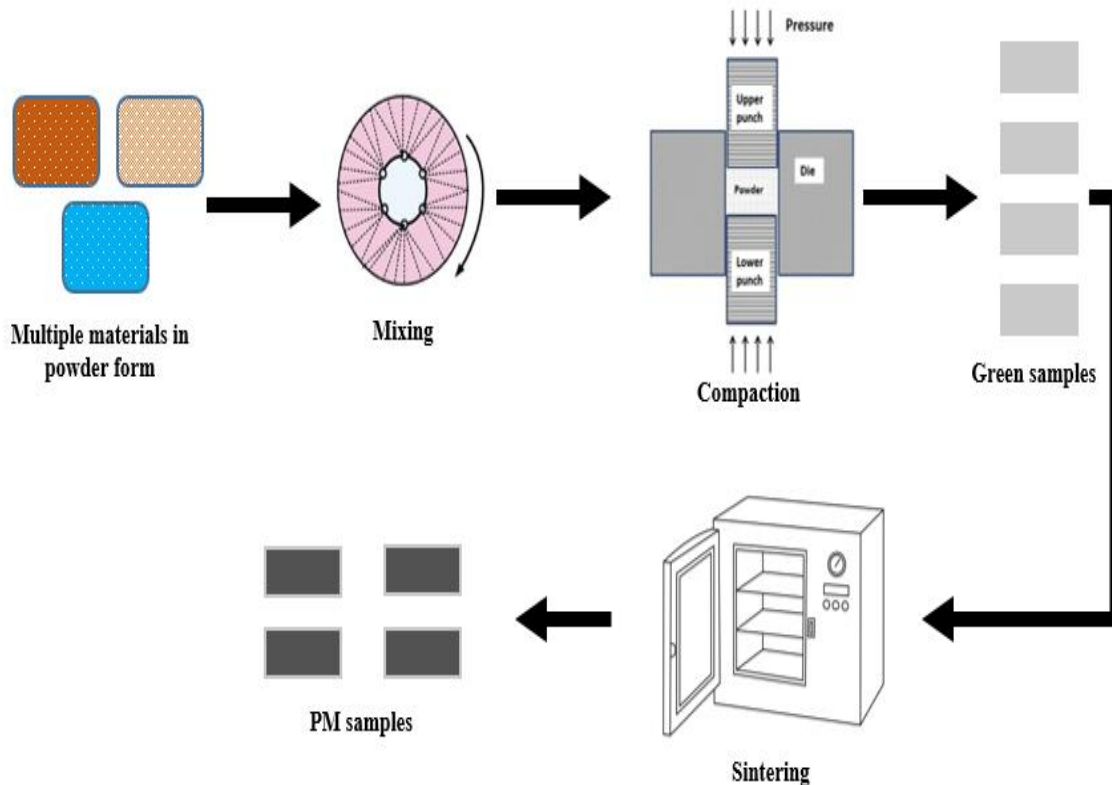 Pressure
Upper
punch
Die
Powder
Lower
punch
Multiple materials in
powder form
Mixing
Compaction
Green samples
PM samples
Sintering